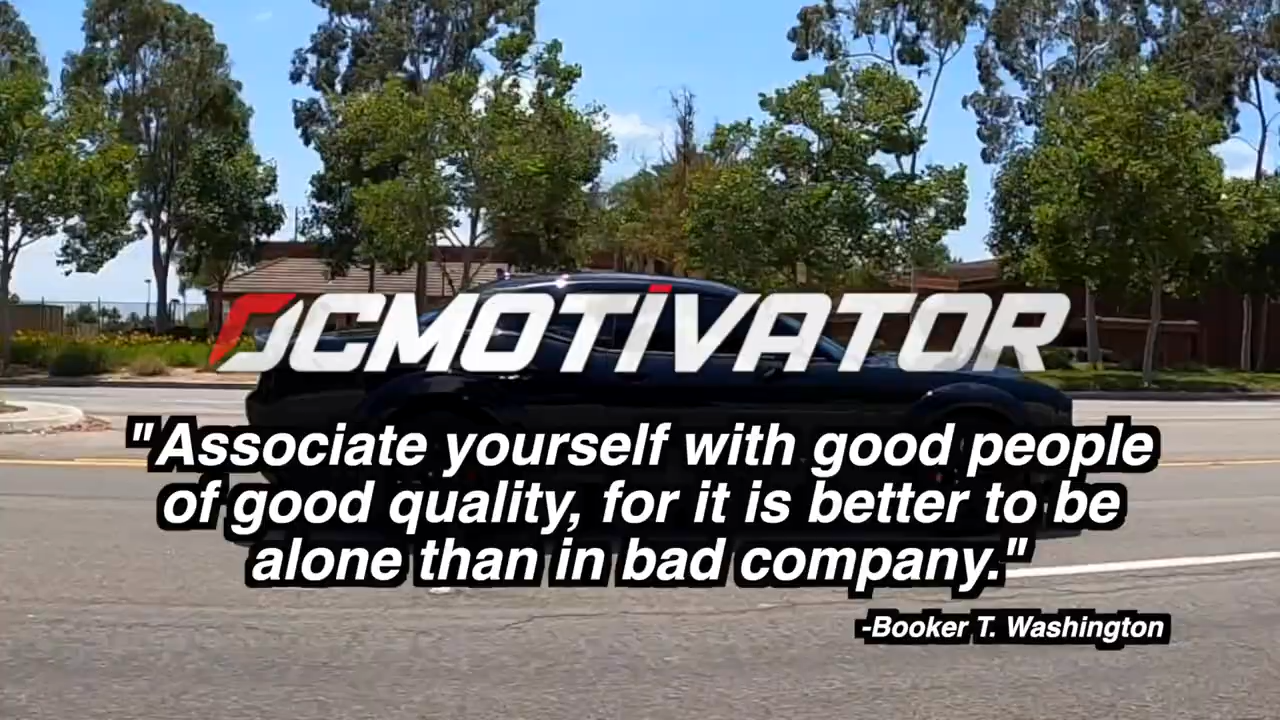 DCMOTiVATOR
"Associate yourself with good people
of good quality, for it is better to be
alone than in bad company."
-Booker T. Washington